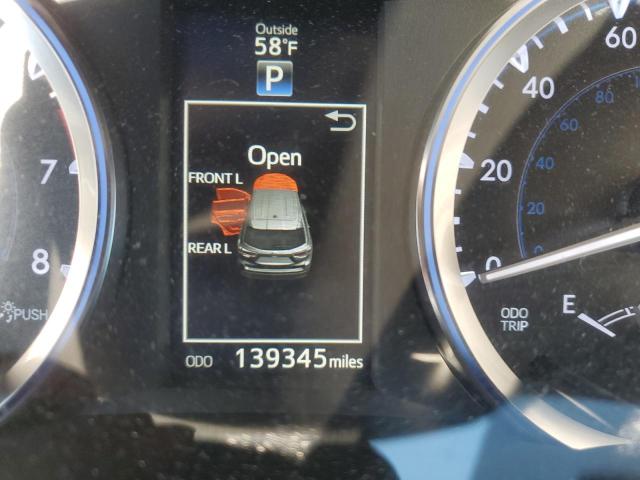 Outside
58°F
P
Open
FRONT L
REAR L
ODO 139345 miles
7
8
PUSH
60
40
20
0
80
60
40
20
0
ODO
TRIP
E